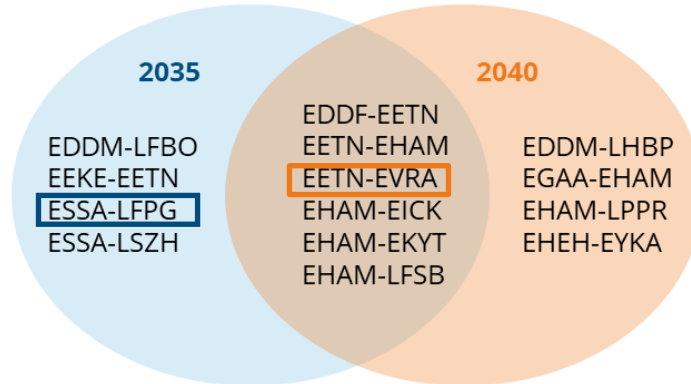 2035
2040
EDDM-LFBO
EEKE-EETN
ESSA-LFPG
ESSA-LSZH
EDDF-EETN
EETN-EHAM
EETN-EVRA
EHAM-EICK
EHAM-EKYT
EHAM-LFSB
EDDM-LHBP
EGAA-EHAM
EHAM-LPPR
EHEH-EYKA